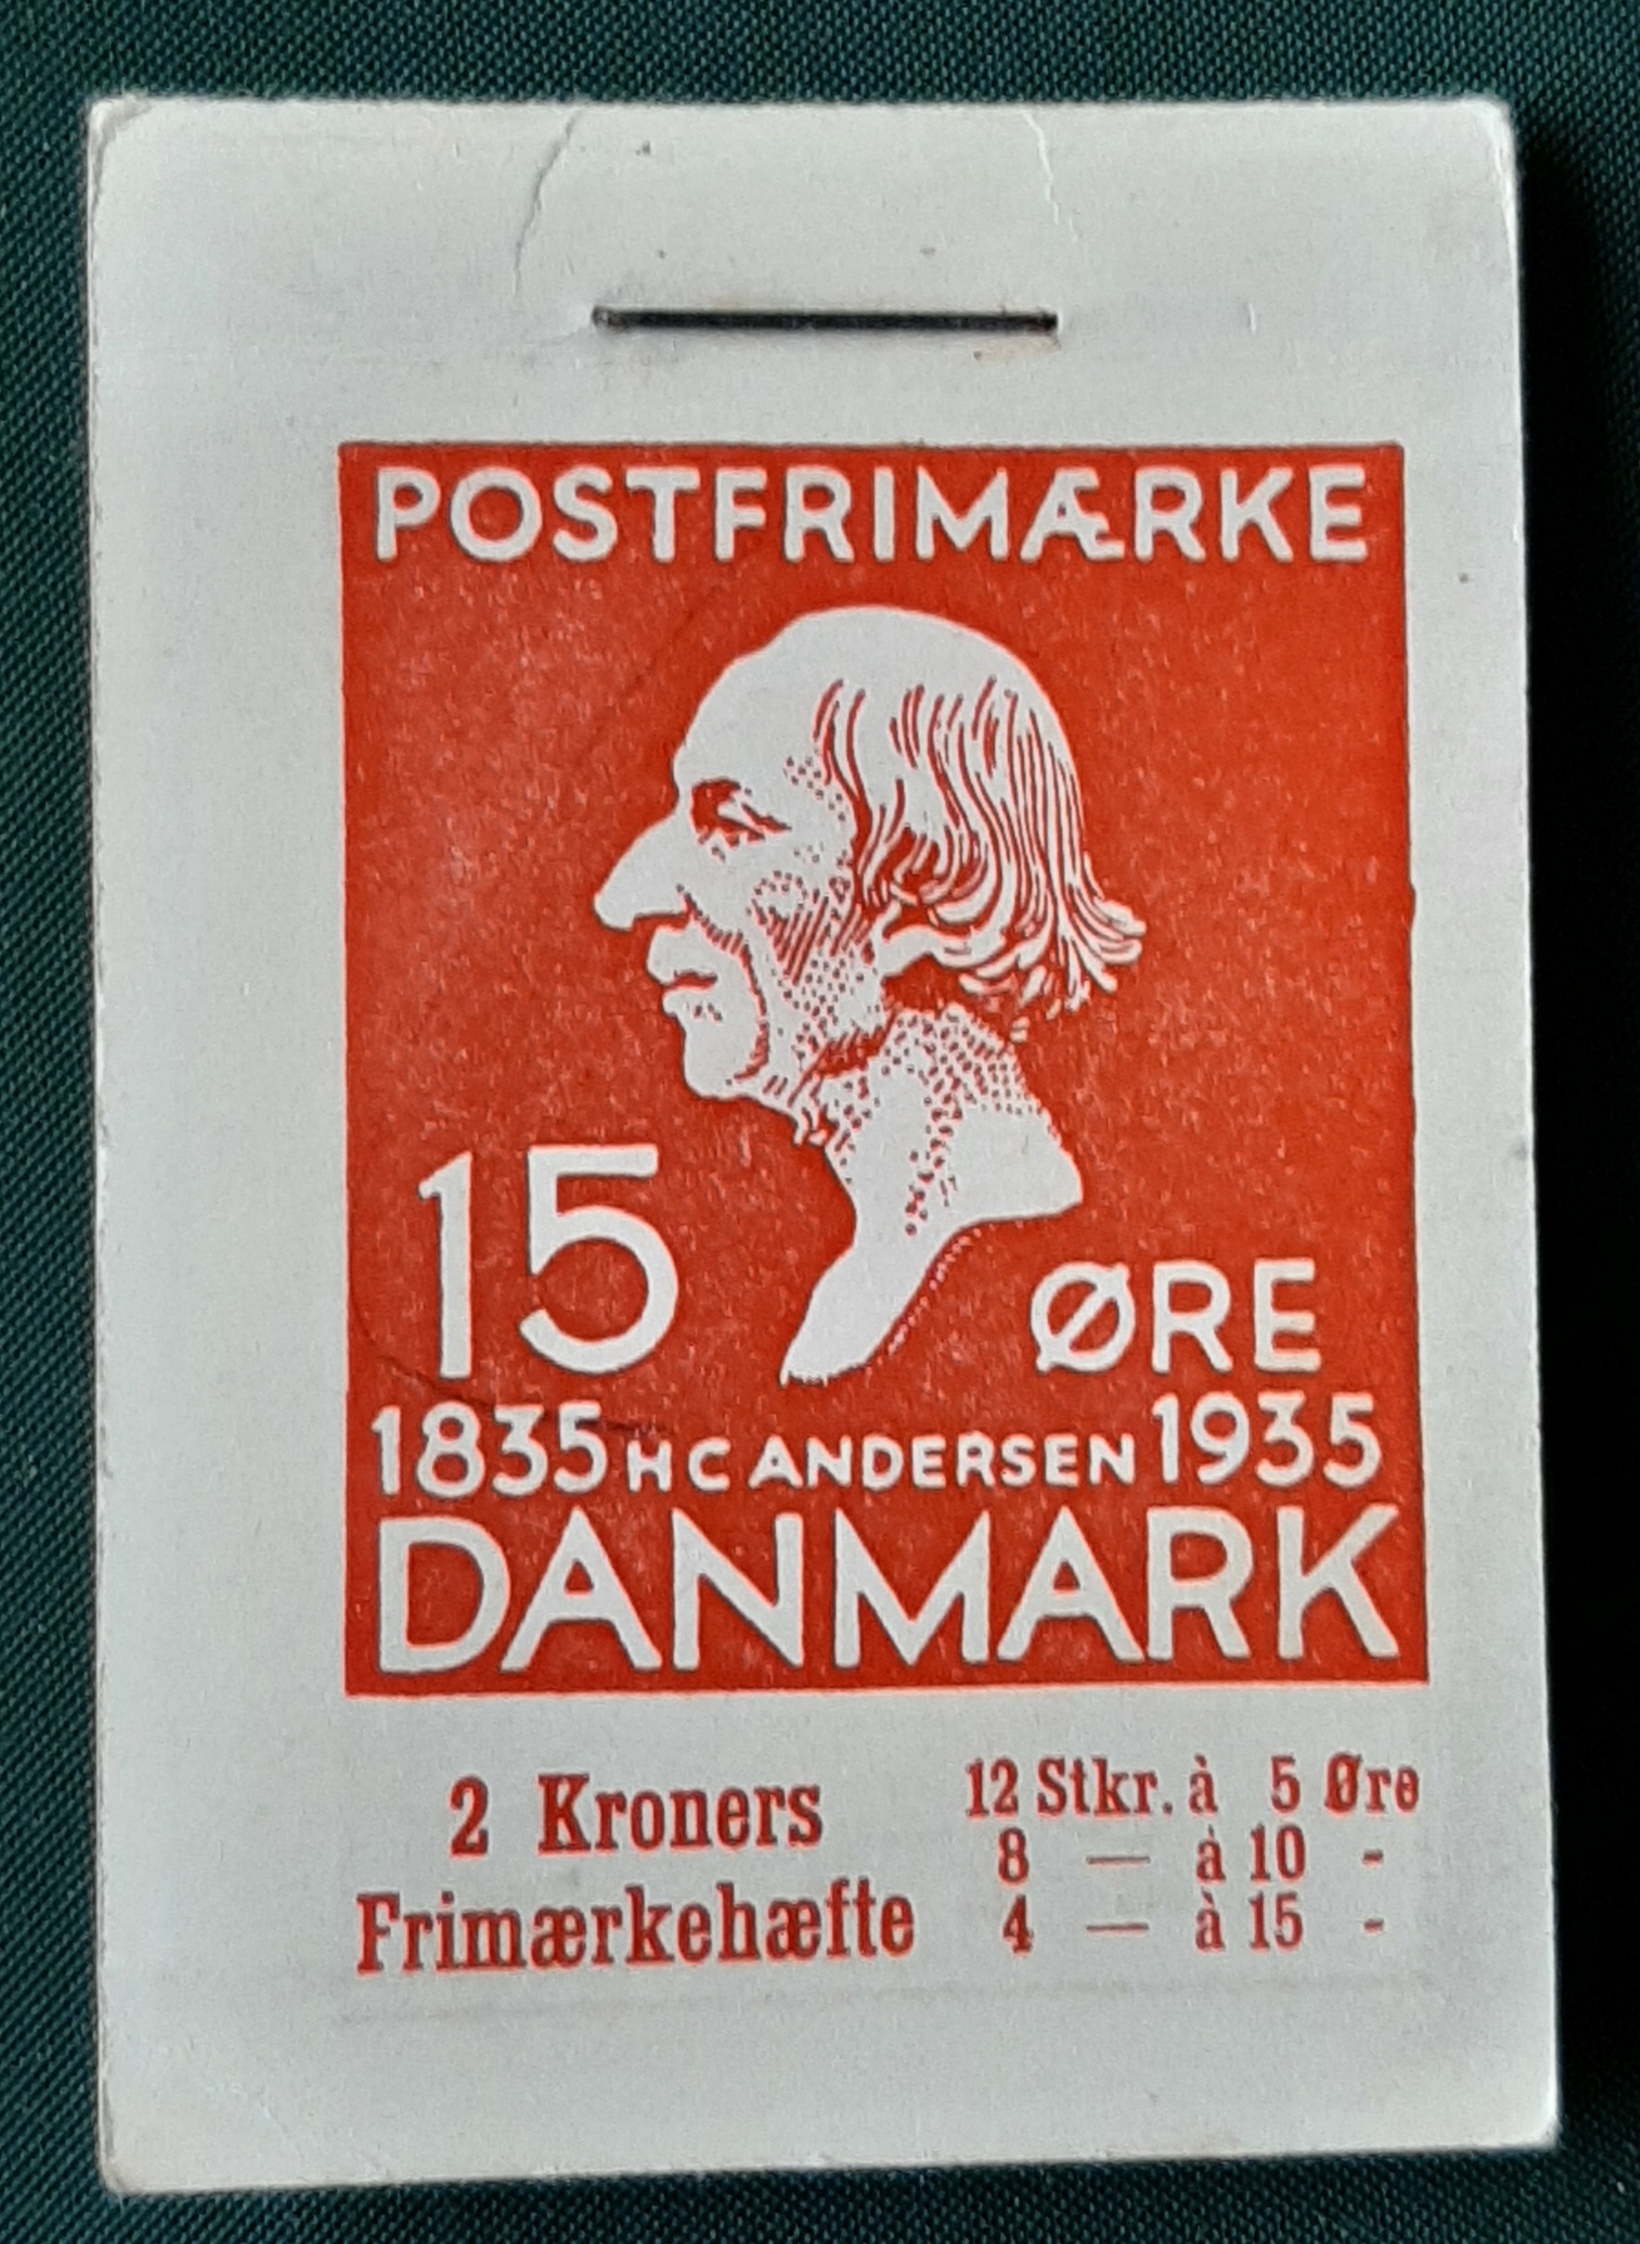 POSTFRIMÆRKE
15 ØRE
1835 H C ANDERSEN 1935
DANMARK
2 Kroners
Frimærkehæfte
12 Stkr. à 5 Øre
8 — à 10 -
4 — à 15 -